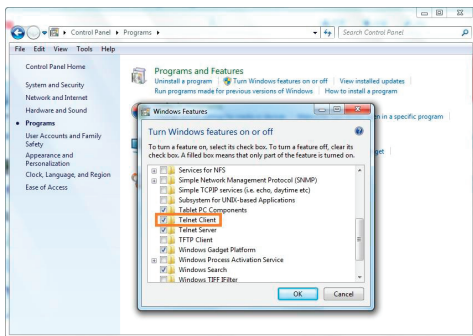 Control Panel ▸ Programs ▸
Search Control Panel
File Edit View Tools Help
Control Panel Home
System and Security
Network and Internet
Hardware and Sound
Programs
User Accounts and Family
Safety
Appearance and
Personalization
Clock, Language, and Region
Ease of Access
Programs and Features
Uninstall a program Turn Windows features on or off View installed updates
Run programs made for previous versions of Windows How to install a program
in a specific program
get
Windows Features
Turn Windows features on or off
To turn a feature on, select its check box. To turn a feature off, clear its
check box. A filled box means that only part of the feature is turned on.
Services for NFS
Simple Network Management Protocol (SNMP)
Simple TCPIP services (i.e. echo, daytime etc)
Subsystem for UNIX-based Applications
Tablet PC Components
Telnet Client
Telnet Server
TFTP Client
Windows Gadget Platform
Windows Process Activation Service
Windows Search
Windows TIFF IFilter
OK Cancel